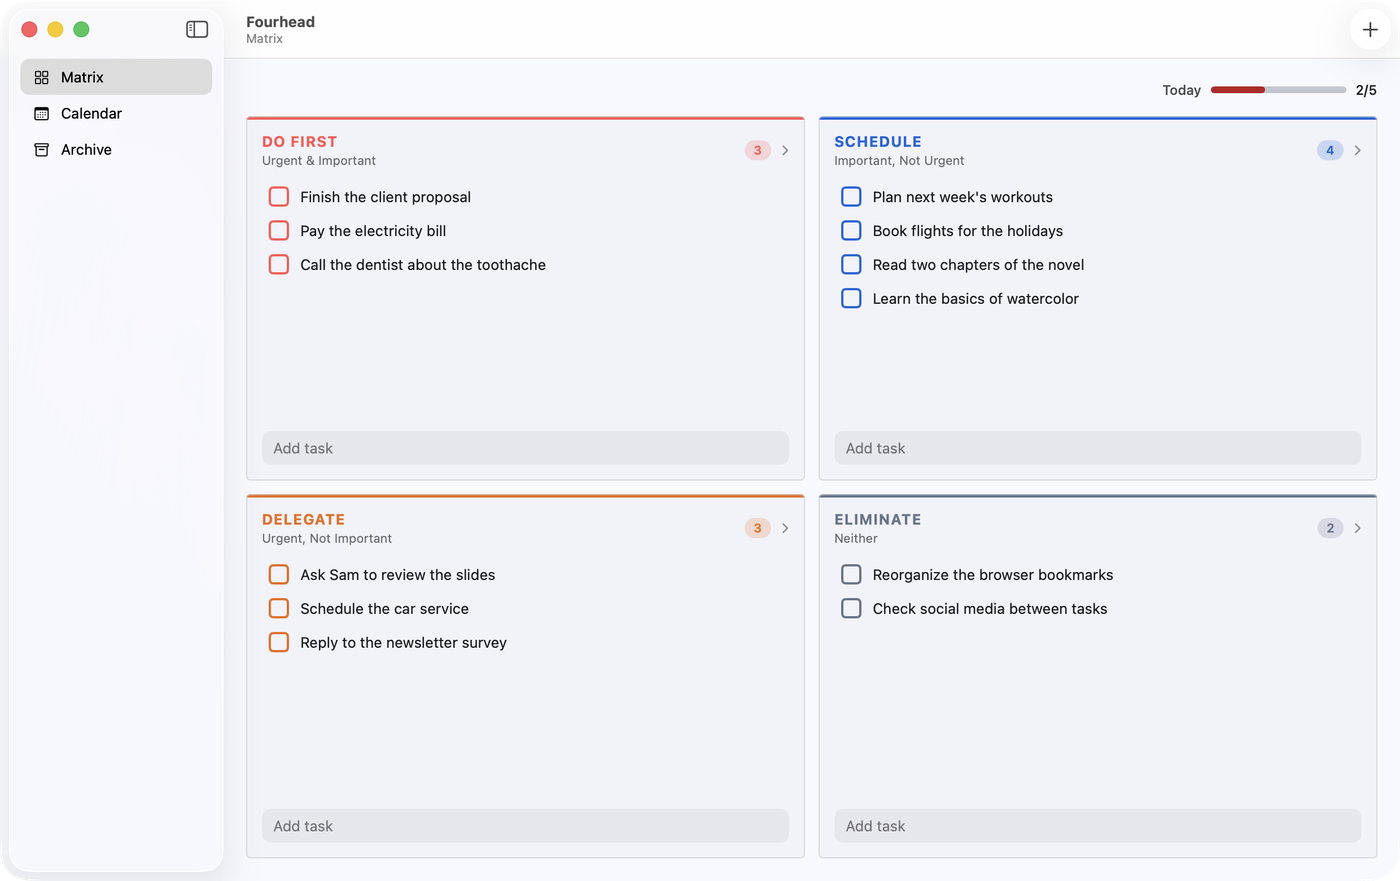 Fourhead
Matrix
Matrix
Calendar
Archive
Today 2/5
DO FIRST
Urgent & Important
3
Finish the client proposal
Pay the electricity bill
Call the dentist about the toothache
Add task
SCHEDULE
Important, Not Urgent
4
Plan next week's workouts
Book flights for the holidays
Read two chapters of the novel
Learn the basics of watercolor
Add task
DELEGATE
Urgent, Not Important
3
Ask Sam to review the slides
Schedule the car service
Reply to the newsletter survey
Add task
ELIMINATE
Neither
2
Reorganize the browser bookmarks
Check social media between tasks
Add task